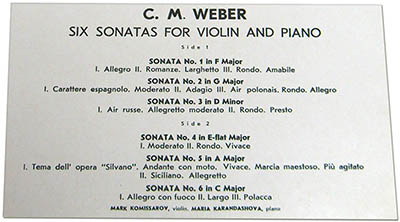 C. M. WEBER
SIX SONATAS FOR VIOLIN AND PIANO
Side 1
SONATA No. 1 in F Major
I. Allegro II. Romanze. Larghetto III. Rondo. Amabile
SONATA No. 2 in G Major
I. Carattere espagnolo. Moderato II. Adagio III. Air polonais. Rondo. Allegro
SONATA No. 3 in D Minor
I. Air russe. Allegretto moderato II. Rondo. Presto
Side 2
SONATA No. 4 in E-flat Major
I. Moderato II. Rondo. Vivace
SONATA No. 5 in A Major
I. Tema dell' opera "Silvano". Andante con moto. Vivace. Marcia maestoso. Più agitato
II. Siciliano. Allegretto
SONATA No. 6 in C Major
I. Allegro con fuoco II. Largo III. Polacca
MARK KOMISSAROV, violin. MARIA KARANDASHOVA, piano